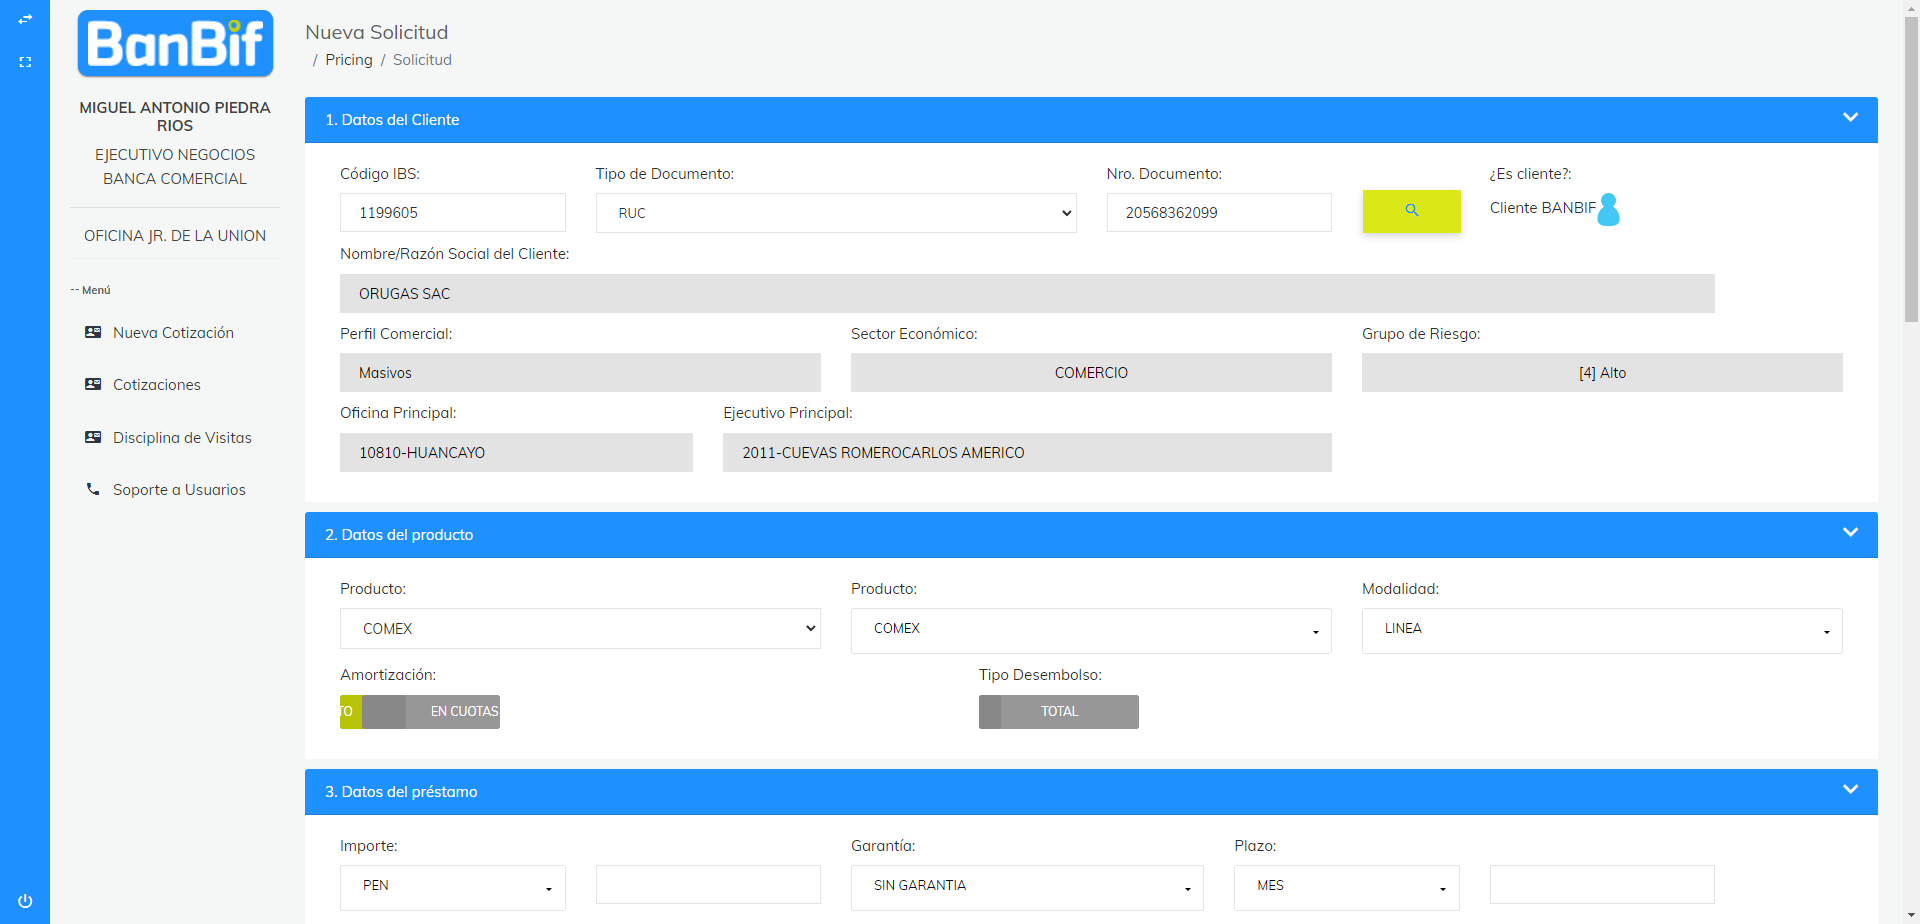 BanBif
MIGUEL ANTONIO PIEDRA
RIOS
EJECUTIVO NEGOCIOS
BANCA COMERCIAL
OFICINA JR. DE LA UNION
-- Menú
Nueva Cotización
Cotizaciones
Disciplina de Visitas
Soporte a Usuarios
Nueva Solicitud
/ Pricing / Solicitud
1. Datos del Cliente
Código IBS: Tipo de Documento: Nro. Documento: ¿Es cliente?:
1199605 RUC 20568362099 Cliente BANBIF
Nombre/Razón Social del Cliente:
ORUGAS SAC
Perfil Comercial: Sector Económico: Grupo de Riesgo:
Masivos COMERCIO [4] Alto
Oficina Principal: Ejecutivo Principal:
10810-HUANCAYO 2011-CUEVAS ROMEROCARLOS AMERICO
2. Datos del producto
Producto: Producto: Modalidad:
COMEX COMEX LINEA
Amortización: Tipo Desembolso:
TO EN CUOTAS TOTAL
3. Datos del préstamo
Importe: Garantía: Plazo:
PEN SIN GARANTIA MES